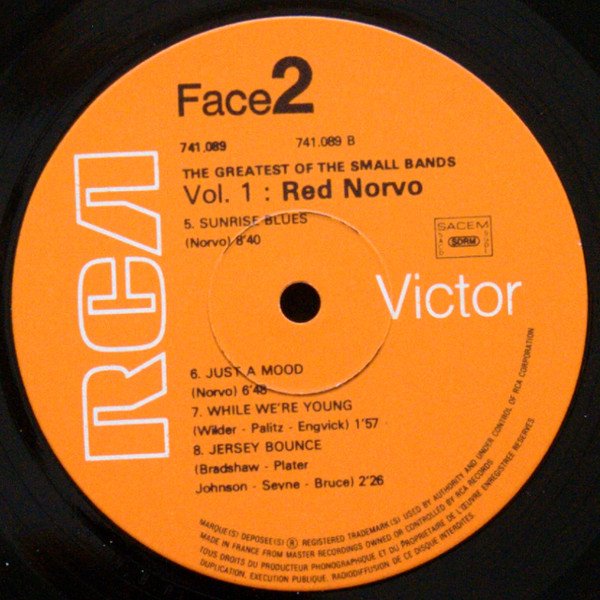 Face 2
741.089 741.089 B
THE GREATEST OF THE SMALL BANDS
Vol. 1 : Red Norvo
5. SUNRISE BLUES
(Norvo) 8'40
SACEM
SDRM
RCA
Victor
6. JUST A MOOD
(Norvo) 6'48
7. WHILE WE'RE YOUNG
(Wilder - Palitz - Engvick) 1'57
8. JERSEY BOUNCE
(Bradshaw - Plater
Johnson - Seyne - Bruce) 2'26
MARQUE(S) DEPOSEE(S) ® REGISTERED TRADEMARK(S) USED BY AUTHORITY AND UNDER CONTROL OF RCA CORPORATION
MADE IN FRANCE FROM MASTER RECORDINGS OWNED OR CONTROLLED BY RCA RECORDS
TOUS DROITS DU PRODUCTEUR PHONOGRAPHIQUE ET DU PROPRIETAIRE DE L'ŒUVRE ENREGISTREE RESERVES
DUPLICATION, EXECUTION PUBLIQUE, RADIODIFFUSION DE CE DISQUE INTERDITES.